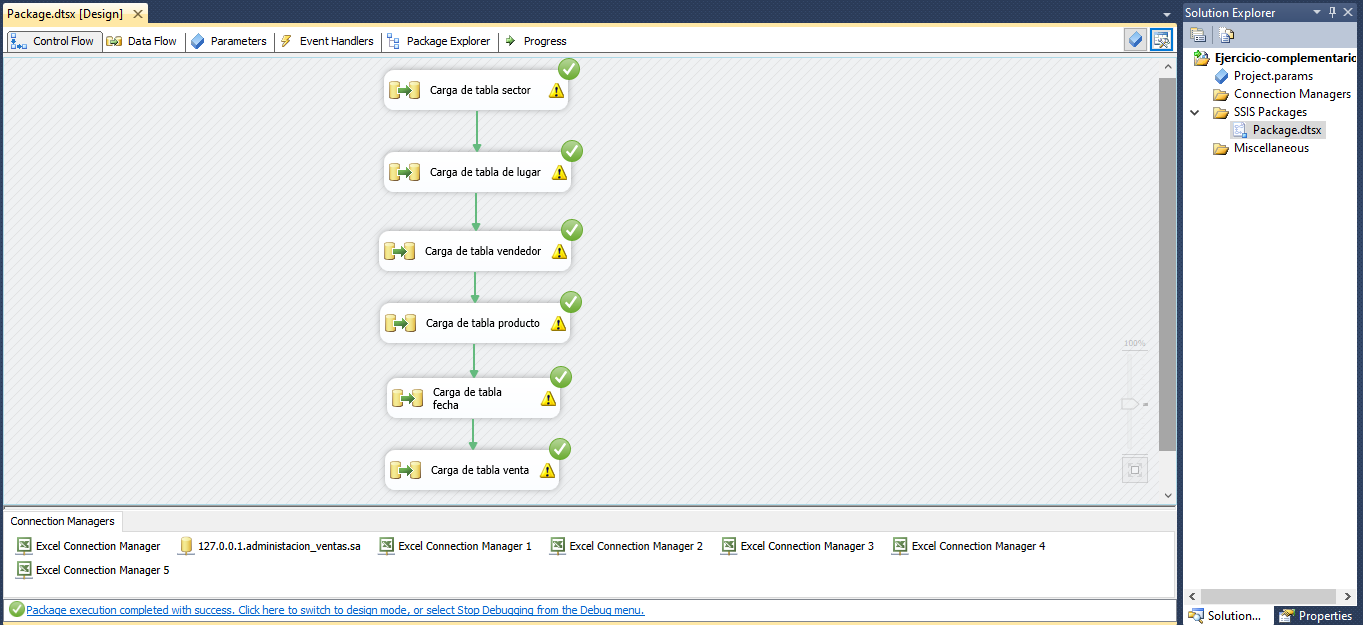 Package.dtsx [Design]
Control Flow
Data Flow
Parameters
Event Handlers
Package Explorer
Progress
Carga de tabla sector
Carga de tabla de lugar
Carga de tabla vendedor
Carga de tabla producto
Carga de tabla
fecha
Carga de tabla venta
100%
Connection Managers
Excel Connection Manager
127.0.0.1.administacion_ventas.sa
Excel Connection Manager 1
Excel Connection Manager 2
Excel Connection Manager 3
Excel Connection Manager 4
Excel Connection Manager 5
Package execution completed with success. Click here to switch to design mode, or select Stop Debugging from the Debug menu.
Solution Explorer
Ejercicio-complementario
Project.params
Connection Managers
SSIS Packages
Package.dtsx
Miscellaneous
Solution...
Properties